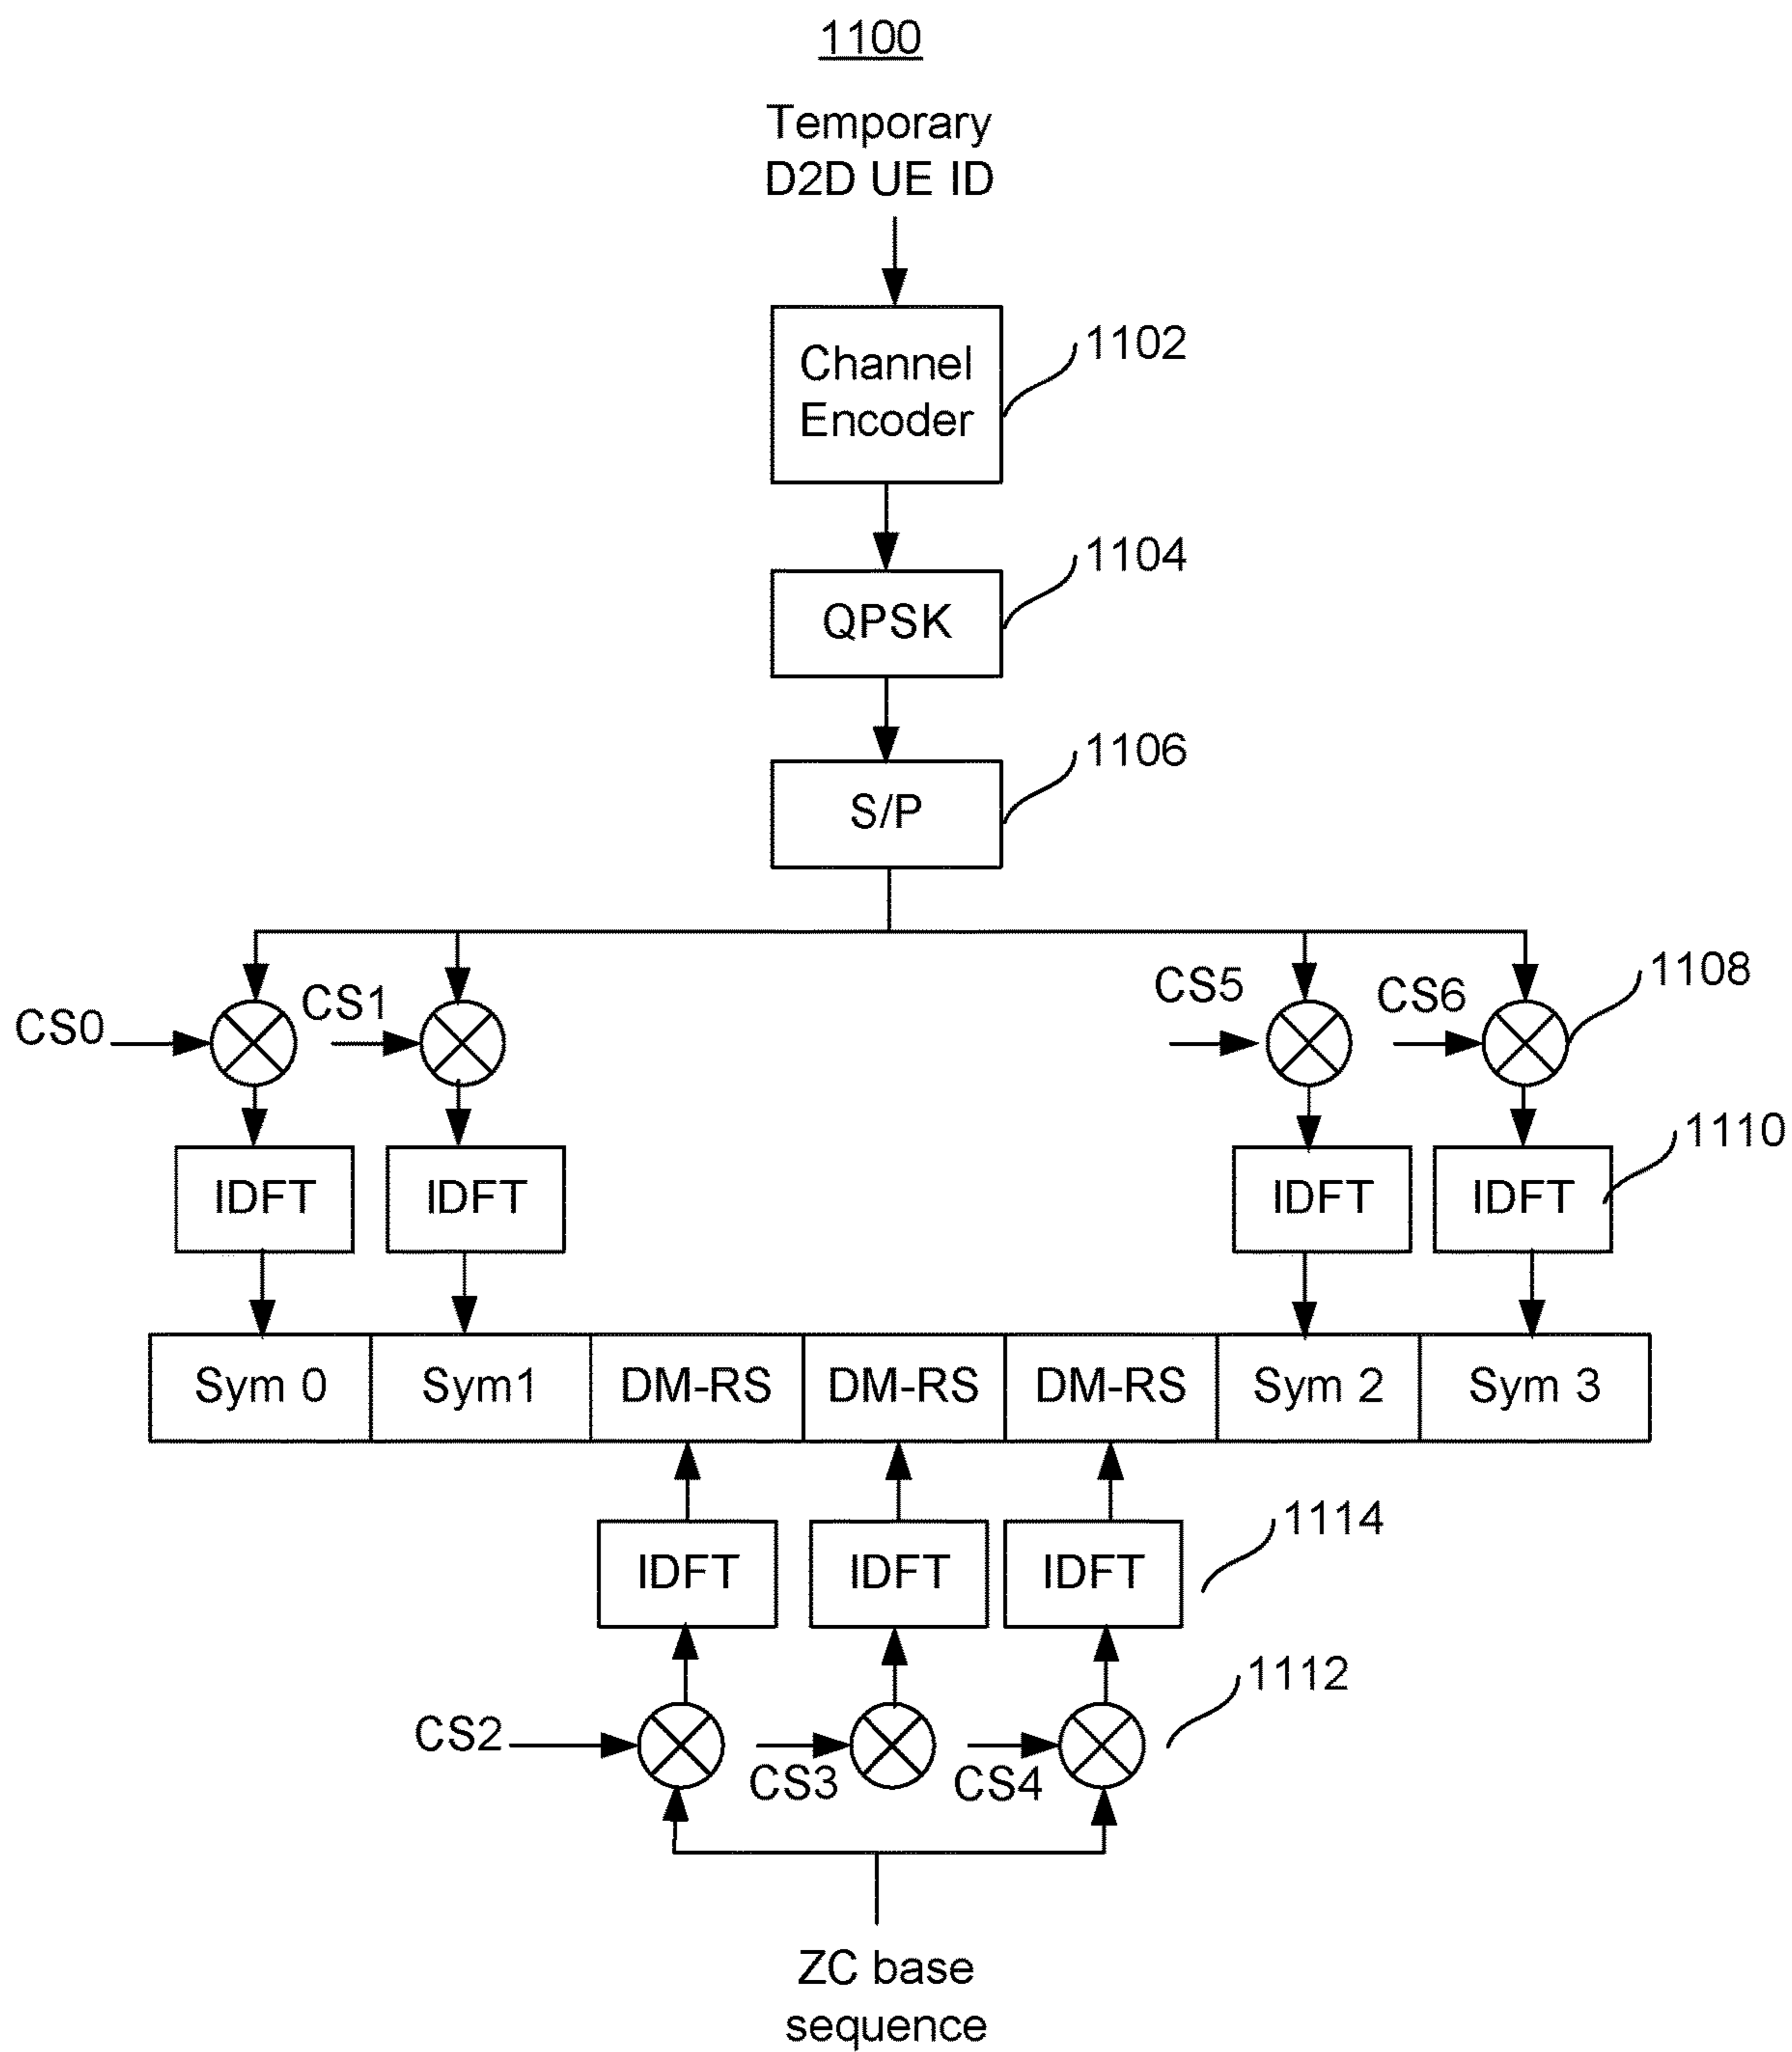 1100
Temporary
D2D UE ID
Channel
Encoder
1102
QPSK
1104
S/P
1106
CS0
CS1
CS5
CS6
1108
IDFT
IDFT
IDFT
IDFT
1110
Sym 0
Sym1
DM-RS
DM-RS
DM-RS
Sym 2
Sym 3
IDFT
IDFT
IDFT
1114
CS2
CS3
CS4
1112
ZC base
sequence